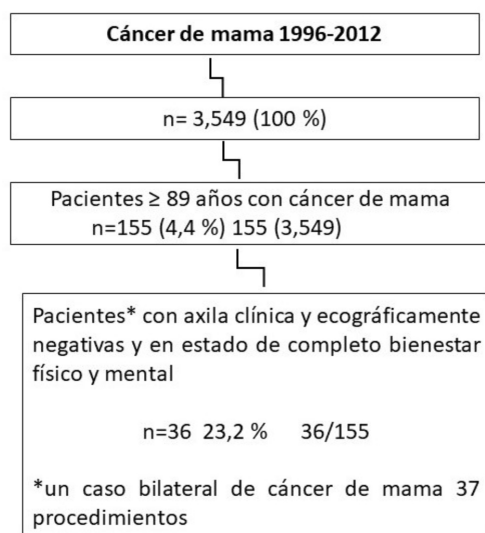 Cáncer de mama 1996-2012
n= 3,549 (100 %)
Pacientes ≥ 89 años con cáncer de mama
n=155 (4,4 %) 155 (3,549)
Pacientes* con axila clínica y ecográficamente
negativas y en estado de completo bienestar
físico y mental
n=36 23,2 % 36/155
*un caso bilateral de cáncer de mama 37
procedimientos